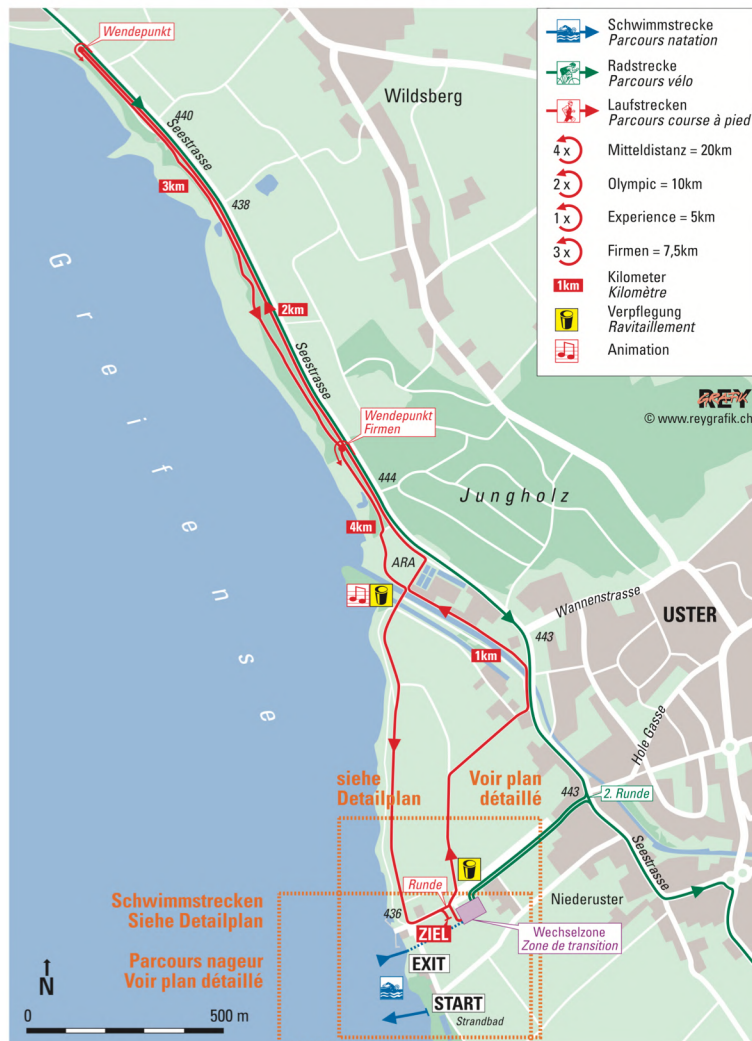 Wendepunkt
Wildsberg
440
Seestrasse
3km
438
2km
Seestrasse
Greifensee
Wendepunkt
Firmen
444
Jungholz
4km
ARA
Wannenstrasse
USTER
443
1km
Hole Gasse
siehe
Detailplan
Voir plan
détaillé
443
2. Runde
Seestrasse
Runde
Niederuster
Schwimmstrecken
Siehe Detailplan
436
ZIEL
Wechselzone
Zone de transition
Parcours nageur
Voir plan détaillé
EXIT
START
Strandbad
N
0 500 m
Schwimmstrecke
Parcours natation
Radstrecke
Parcours vélo
Laufstrecken
Parcours course à pied
4 x Mitteldistanz = 20km
2 x Olympic = 10km
1 x Experience = 5km
3 x Firmen = 7,5km
1km Kilometer
Kilomètre
Verpflegung
Ravitaillement
Animation
REY
GRAFIK
© www.reygrafik.ch